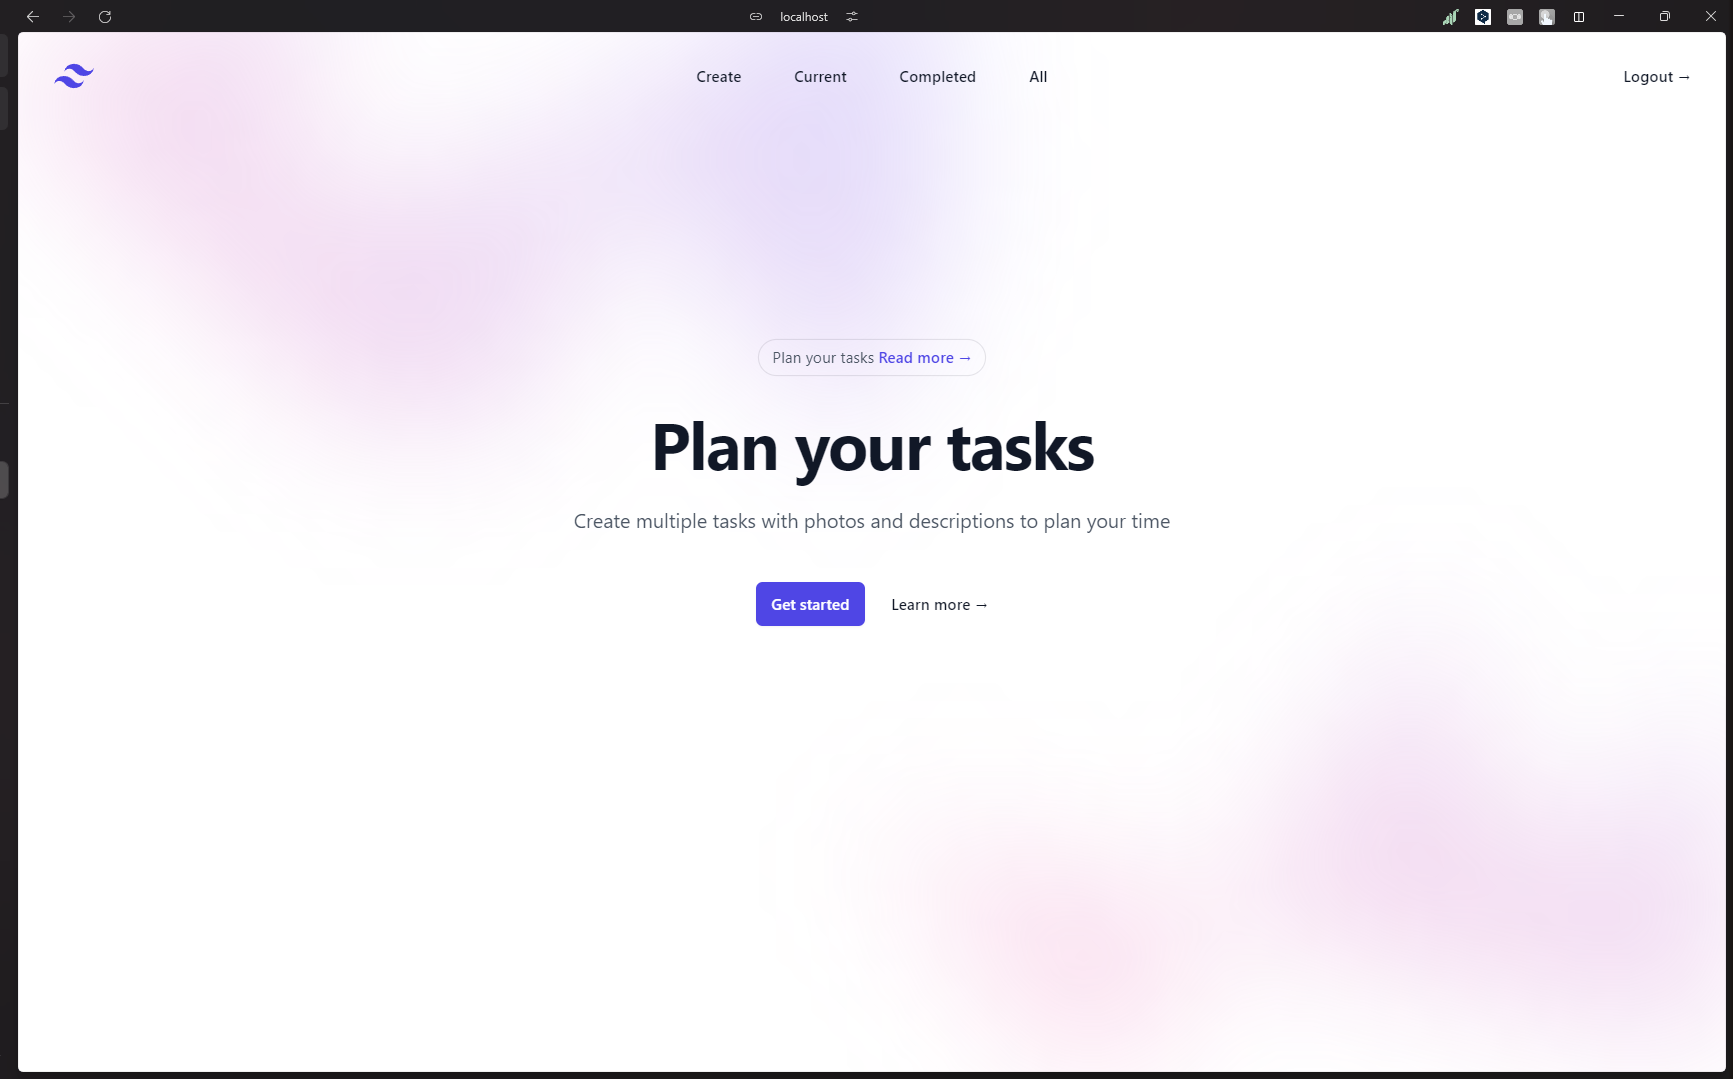 localhost
Create Current Completed All Logout →
Plan your tasks Read more →
Plan your tasks
Create multiple tasks with photos and descriptions to plan your time
Get started Learn more →